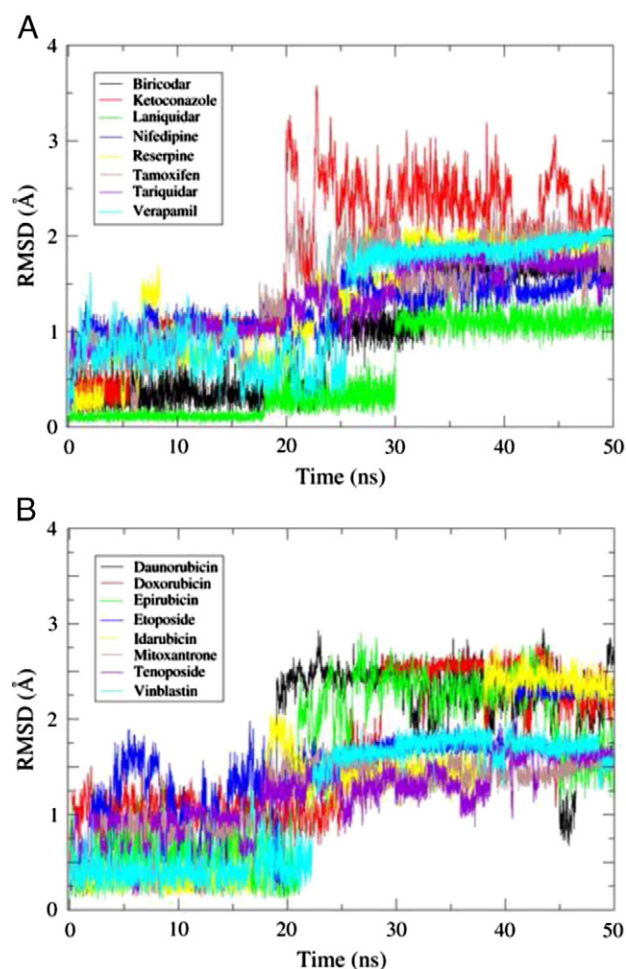 A
4
3
2
1
0
RMSD (Å)
Biricodar
Ketoconazole
Laniquidar
Nifedipine
Reserpine
Tamoxifen
Tariquidar
Verapamil
0 10 20 30 40 50
Time (ns)
B
4
3
2
1
0
RMSD (Å)
Daunorubicin
Doxorubicin
Epirubicin
Etoposide
Idarubicin
Mitoxantrone
Tenoposide
Vinblastin
0 10 20 30 40 50
Time (ns)